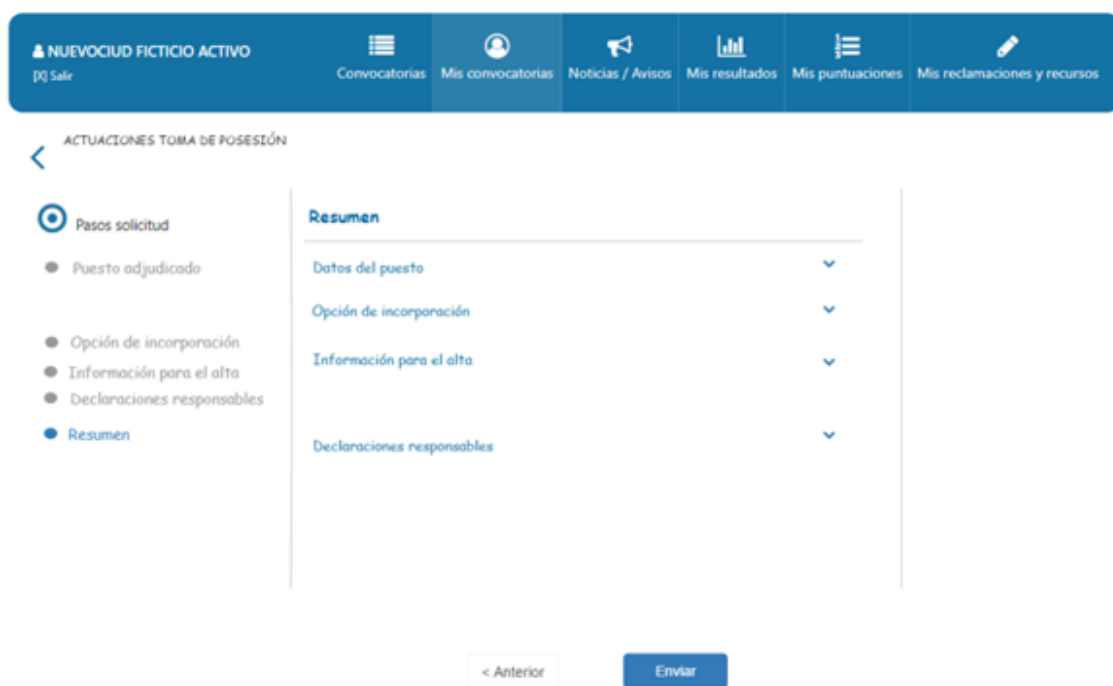 NUEVOCIUD FICTICIO ACTIVO
[X] Salir
Convocatorias
Mis convocatorias
Noticias / Avisos
Mis resultados
Mis puntuaciones
Mis reclamaciones y recursos
ACTUACIONES TOMA DE POSESIÓN
Pasos solicitud
Puesto adjudicado
Opción de incorporación
Información para el alta
Declaraciones responsables
Resumen
Resumen
Datos del puesto
Opción de incorporación
Información para el alta
Declaraciones responsables
< Anterior
Enviar